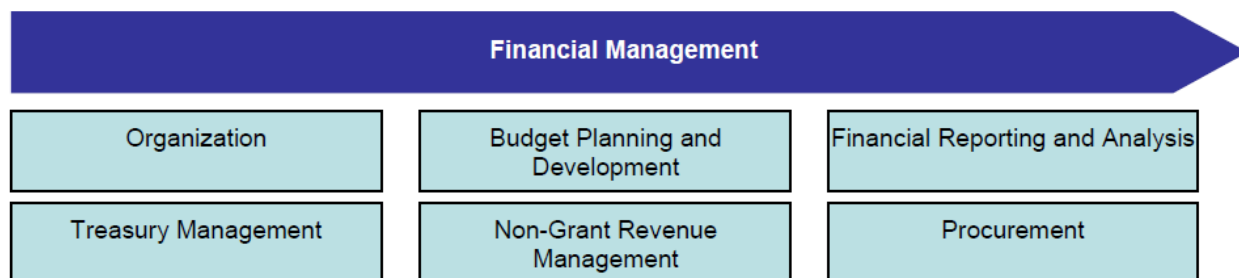 Financial Management
Organization
Budget Planning and
Development
Financial Reporting and Analysis
Treasury Management
Non-Grant Revenue
Management
Procurement